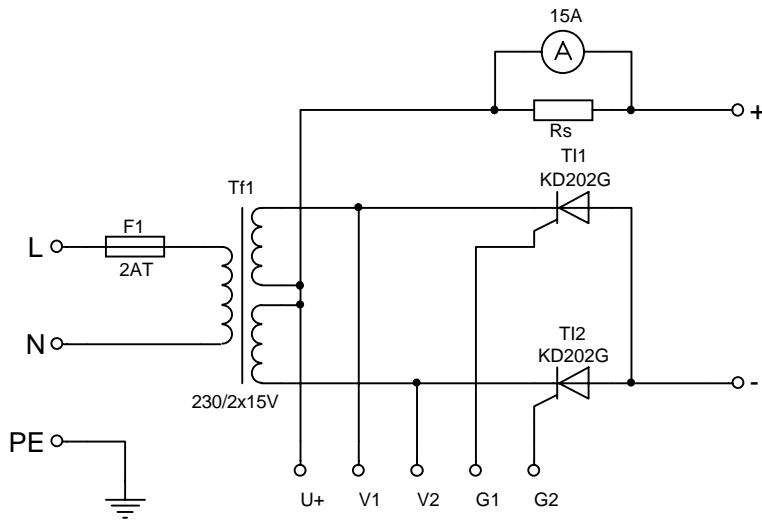 15A
A
+
Rs
TI1
KD202G
Tf1
F1
L
2AT
N
TI2
KD202G
-
230/2x15V
PE
U+ V1 V2 G1 G2